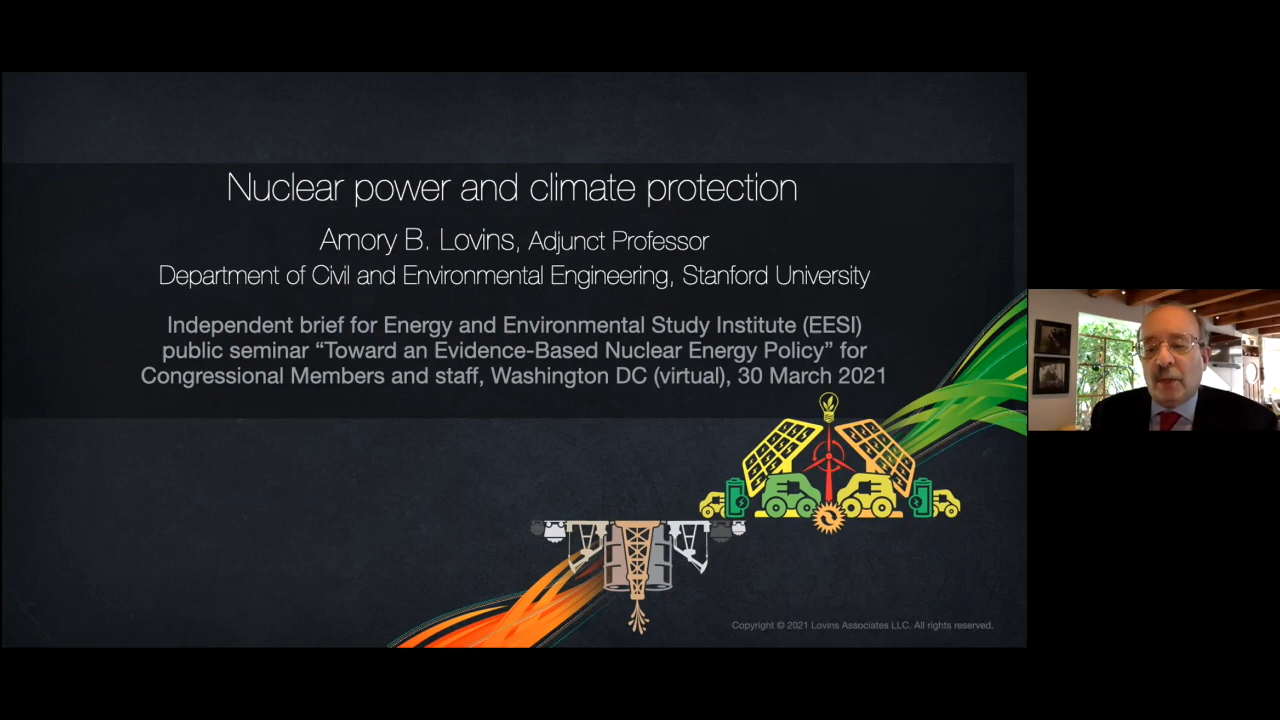 Nuclear power and climate protection
Amory B. Lovins, Adjunct Professor
Department of Civil and Environmental Engineering, Stanford University
Independent brief for Energy and Environmental Study Institute (EESI)
public seminar “Toward an Evidence-Based Nuclear Energy Policy” for
Congressional Members and staff, Washington DC (virtual), 30 March 2021
Copyright © 2021 Lovins Associates LLC. All rights reserved.